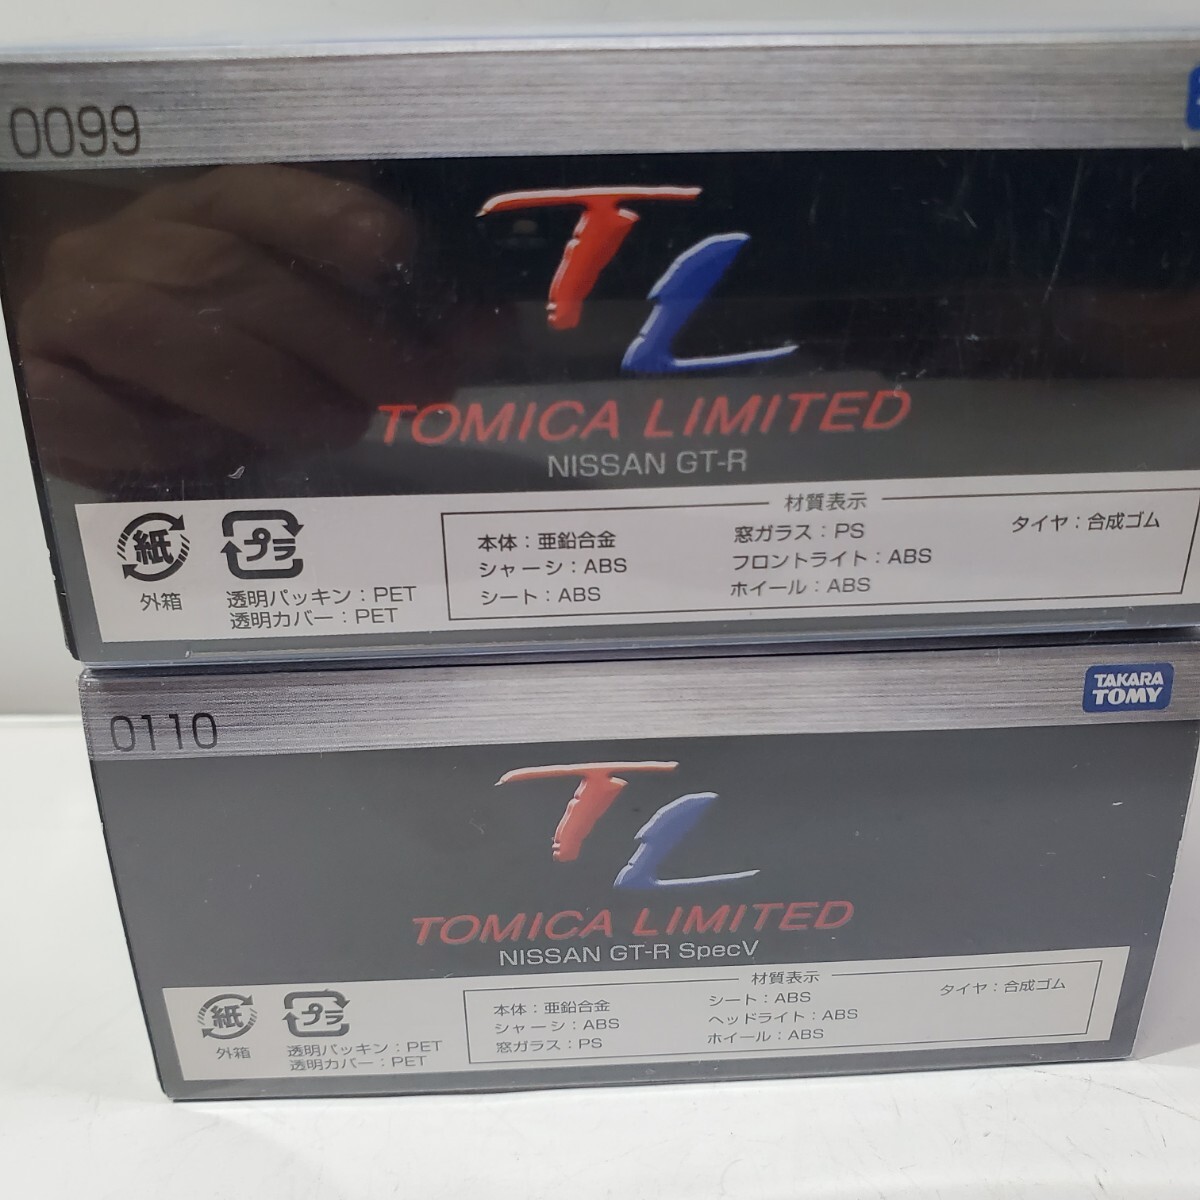 0099
TL
TOMICA LIMITED
NISSAN GT-R
材質表示
紙
プラ
外箱
透明パッキン：PET
透明カバー：PET
本体：亜鉛合金
シャーシ：ABS
シート：ABS
窓ガラス：PS
フロントライト：ABS
ホイール：ABS
タイヤ：合成ゴム
0110
TAKARA
TOMY
TL
TOMICA LIMITED
NISSAN GT-R SpecV
材質表示
紙
プラ
外箱
透明パッキン：PET
透明カバー：PET
本体：亜鉛合金
シャーシ：ABS
窓ガラス：PS
シート：ABS
ヘッドライト：ABS
ホイール：ABS
タイヤ：合成ゴム